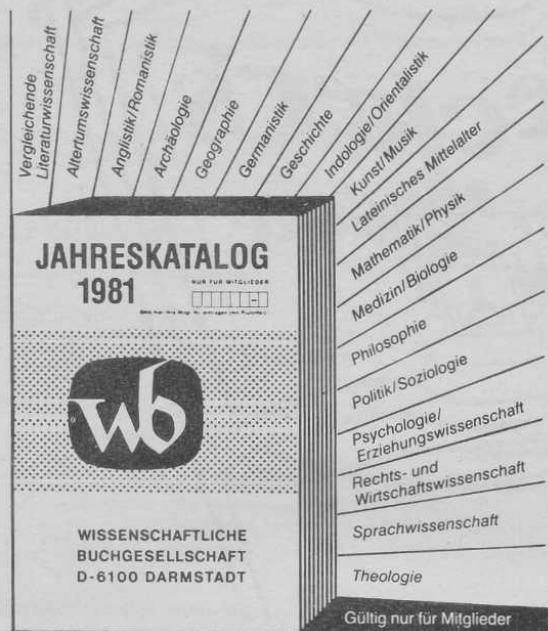 Vergleichende
Literaturwissenschaft
Altertumswissenschaft
Anglistik/Romanistik
Archäologie
Geographie
Germanistik
Geschichte
Indologie/Orientalistik
Kunst/Musik
Lateinisches Mittelalter
Mathematik/Physik
Medizin/Biologie
Philosophie
Politik/Soziologie
Psychologie/
Erziehungswissenschaft
Rechts- und
Wirtschaftswissenschaft
Sprachwissenschaft
Theologie
JAHRESKATALOG
1981
NUR FÜR MITGLIEDER
wb
WISSENSCHAFTLICHE
BUCHGESELLSCHAFT
D-6100 DARMSTADT
Gültig nur für Mitglieder